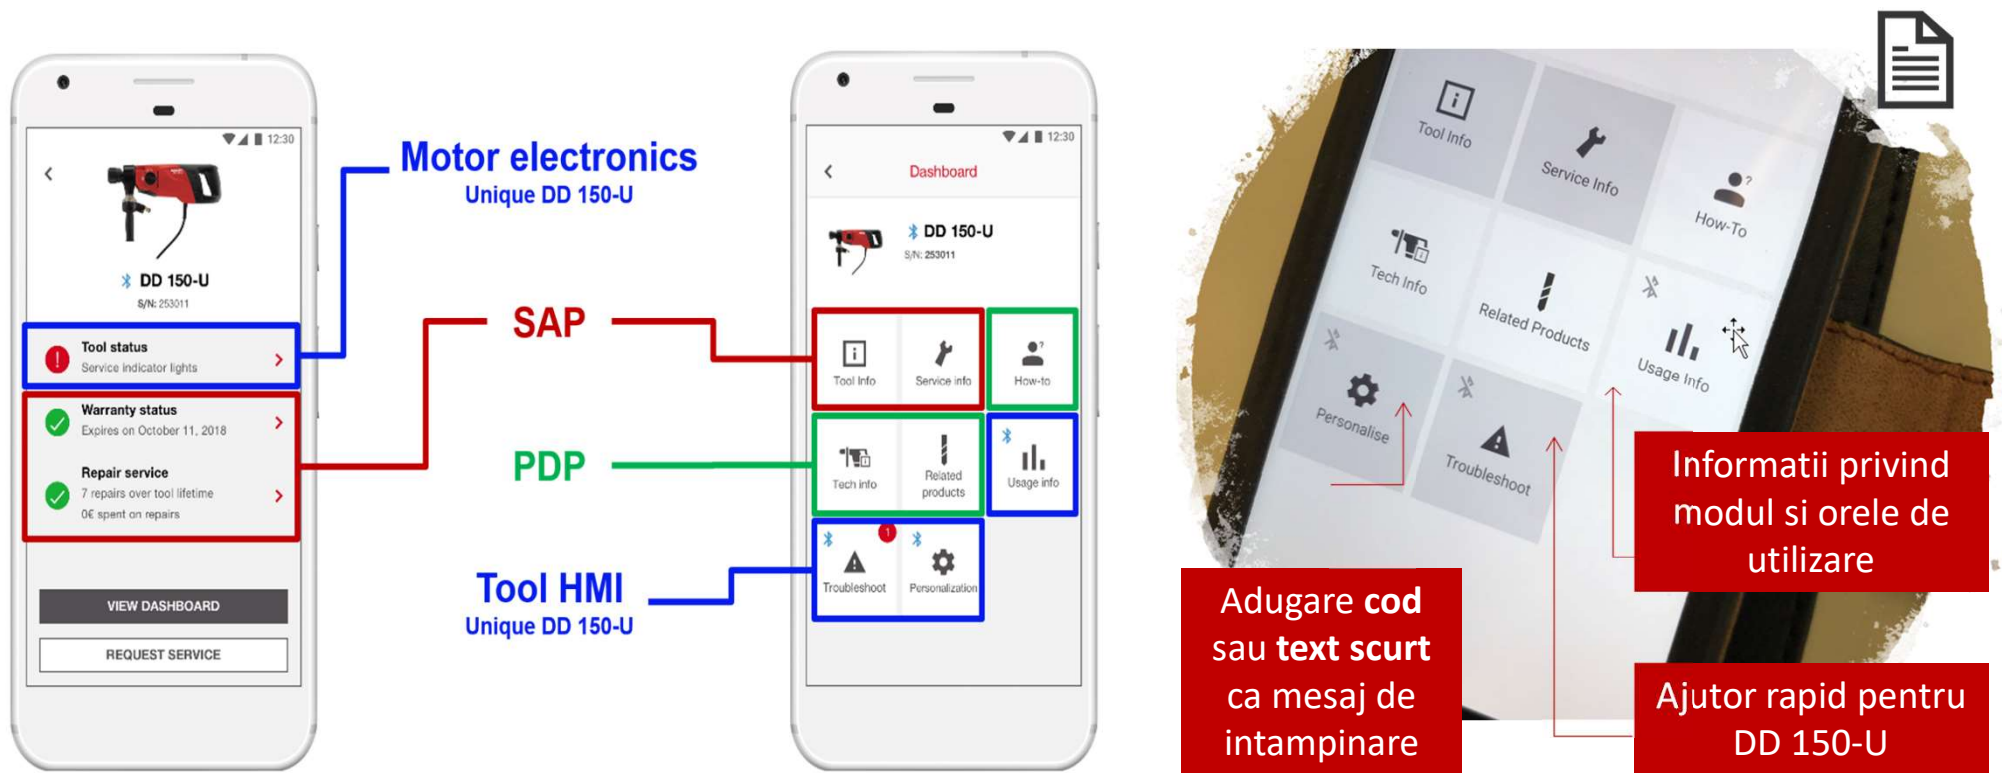 12:30
DD 150-U
S/N: 253011
Tool status
Service indicator lights
Warranty status
Expires on October 11, 2018
Repair service
7 repairs over tool lifetime
0€ spent on repairs
VIEW DASHBOARD
REQUEST SERVICE
Motor electronics
Unique DD 150-U
SAP
PDP
Tool HMI
Unique DD 150-U
12:30
Dashboard
DD 150-U
S/N: 253011
Tool Info
Service info
How-to
Tech info
Related
products
Usage info
1
Troubleshoot
Personalization
Tool Info
Service Info
How-To
Tech Info
Related Products
Usage Info
Personalise
Troubleshoot
Informatii privind
modul si orele de
utilizare
Adugare cod
sau text scurt
ca mesaj de
intampinare
Ajutor rapid pentru
DD 150-U